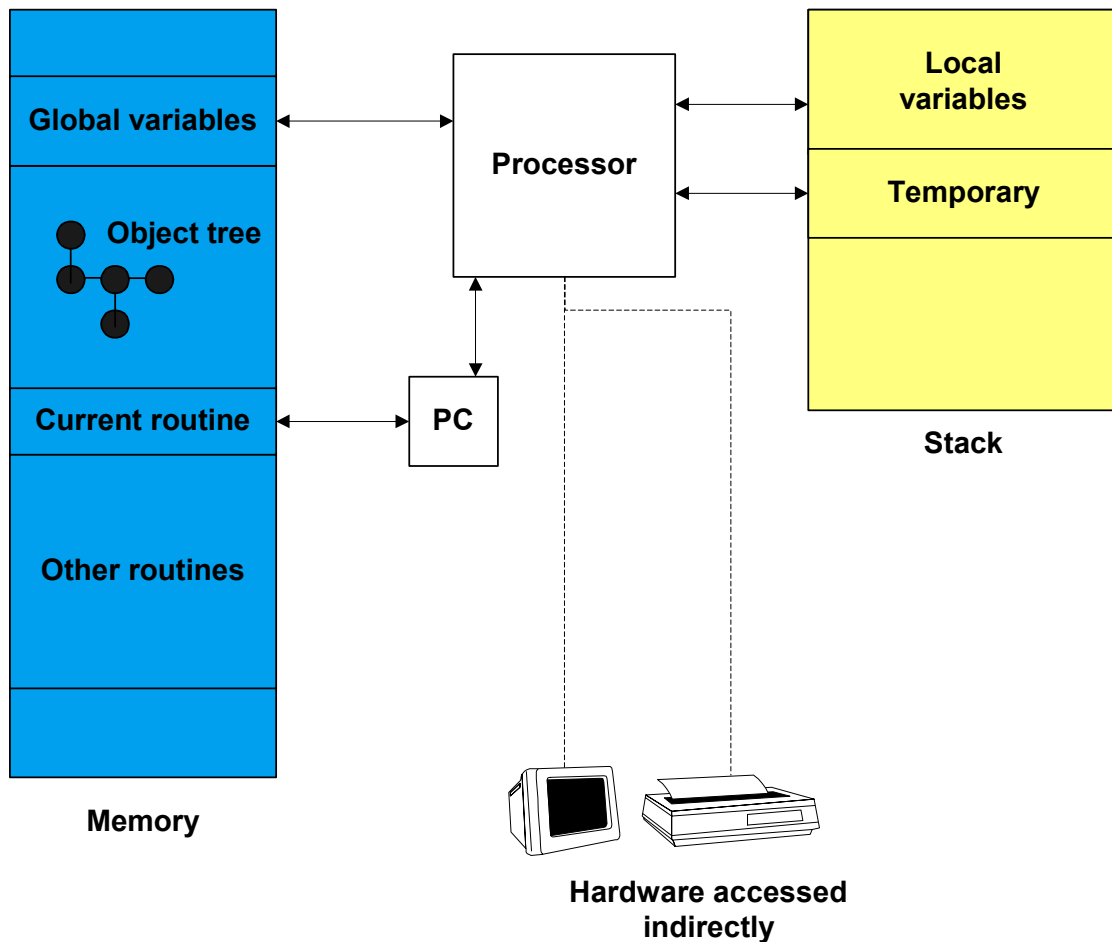 Global variables
Object tree
Current routine
Other routines
Memory
Processor
PC
Local
variables
Temporary
Stack
Hardware accessed
indirectly